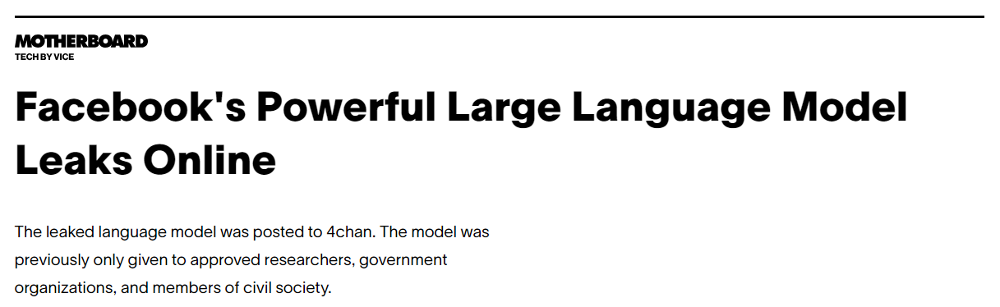 MOTHERBOARD
TECH BY VICE
Facebook's Powerful Large Language Model
Leaks Online
The leaked language model was posted to 4chan. The model was
previously only given to approved researchers, government
organizations, and members of civil society.